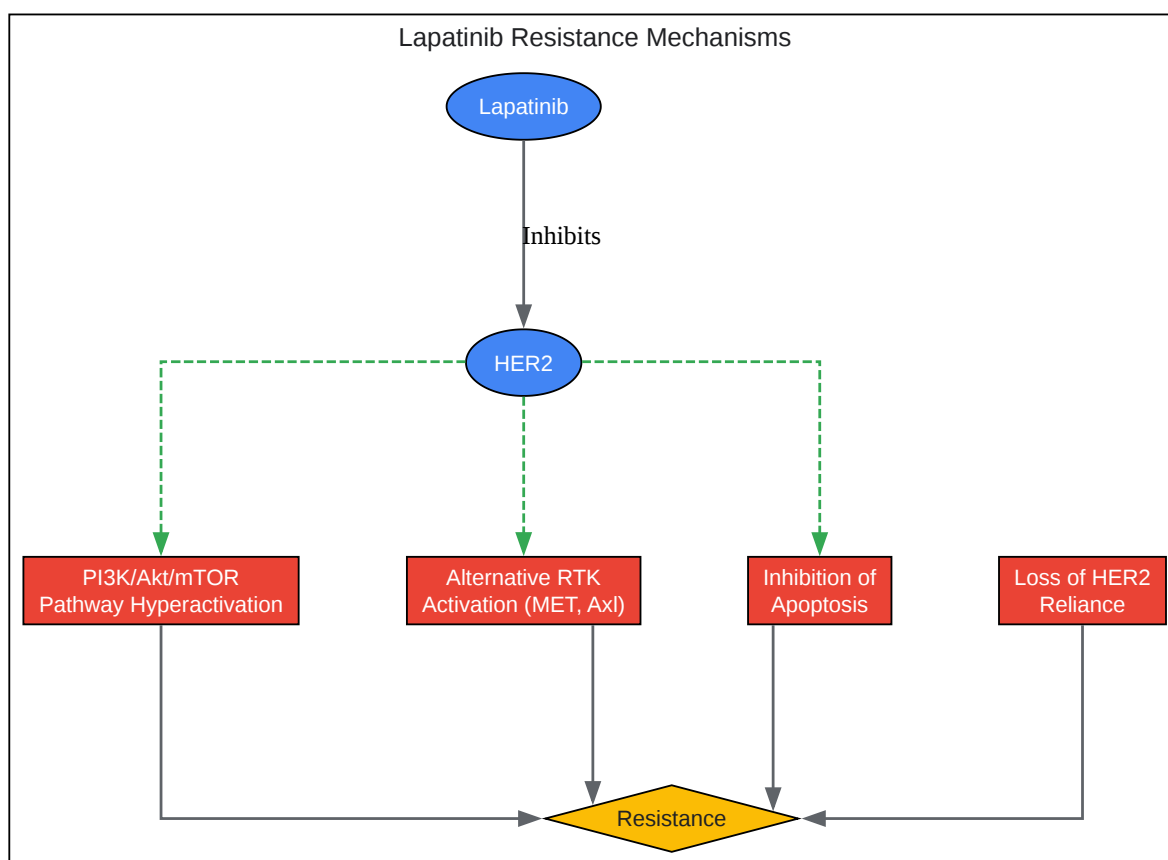 Lapatinib Resistance Mechanisms
Lapatinib
Inhibits
HER2
PI3K/Akt/mTOR
Pathway Hyperactivation
Alternative RTK
Activation (MET, Axl)
Inhibition of
Apoptosis
Loss of HER2
Reliance
Resistance